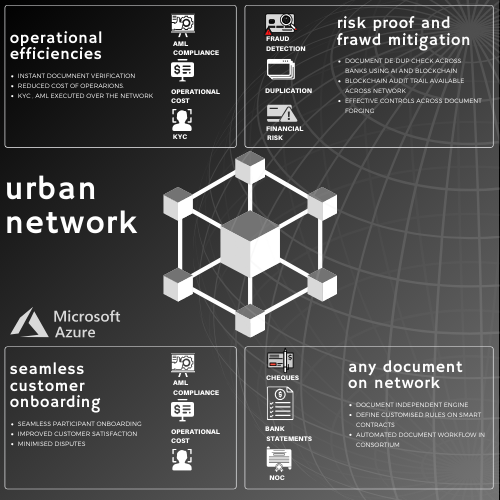 operational
efficiencies
INSTANT DOCUMNENT VERIFICATION
REDUCED COST OF OPERARIONS.
KYC , AML EXECUTED OVER THE NETWORK
AML
COMPLIANCE
OPERATIONAL
COST
KYC
FRAUD
DETECTION
DUPLICATION
FINANCIAL
RISK
risk proof and
frawd mitigation
DOCUMENT DE-DUP CHECK ACROSS
BANKS USING AI AND BLOCKCHAIN
BLOCKCHAIN AUDIT TRAIL AVAILABLE
ACROSS NETWORK
EFFECTIVE CONTROLS ACROSS DOCUMENT
FORGING
urban
network
Microsoft
Azure
seamless
customer
onboarding
SEAMLESS PARTICIPANT ONBOARDING
IMPROVED CUSTOMER SATISFACTION
MINIMISED DISPUTES
AML
COMPLIANCE
OPERATIONAL
COST
CHEQUES
BANK
STATEMENTS
NOC
any document
on network
DOCUMENT INDEPENDENT ENGINE
DEFINE CUSTOMISED RULES ON SMART
CONTRACTS
AUTOMATED DOCUMENT WORKFLOW IN
CONSORTIUM